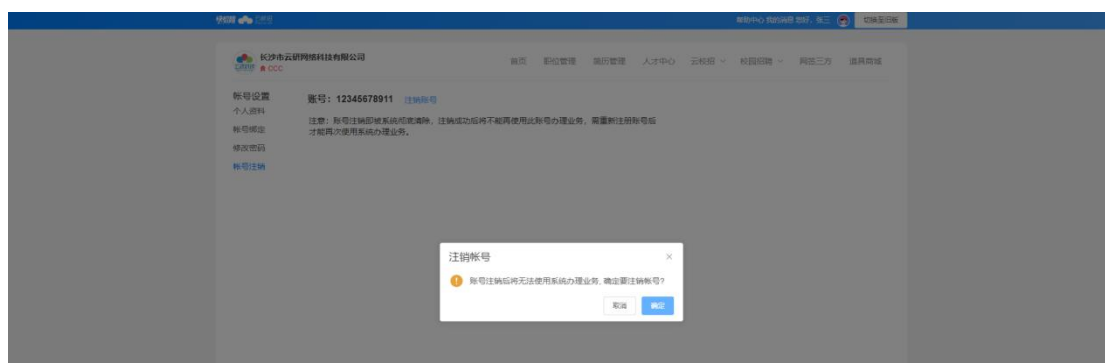 帮助中心 我的消息 您好，张三 切换至旧版
长沙市云研网络科技有限公司
CCC
首页 职位管理 简历管理 人才中心 云校招 校园招聘 网签三方 道具商城
帐号设置
个人资料
帐号绑定
修改密码
帐号注销
账号：12345678911 注销账号
注意：账号注销即被系统彻底清除，注销成功后将不能再使用此账号办理业务，需重新注册账号后
才能再次使用系统办理业务。
注销帐号
账号注销后将无法使用系统办理业务, 确定要注销帐号?
取消 确定